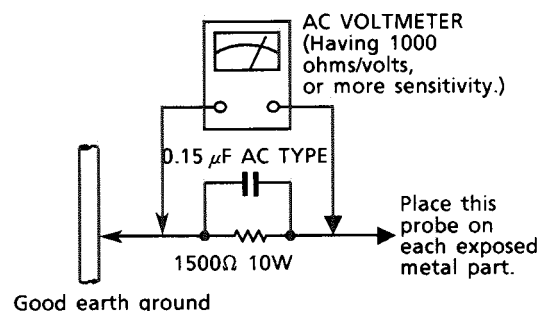 AC VOLTMETER
(Having 1000
ohms/volts,
or more sensitivity.)
0.15 μF AC TYPE
Place this
probe on
each exposed
metal part.
1500Ω 10W
Good earth ground